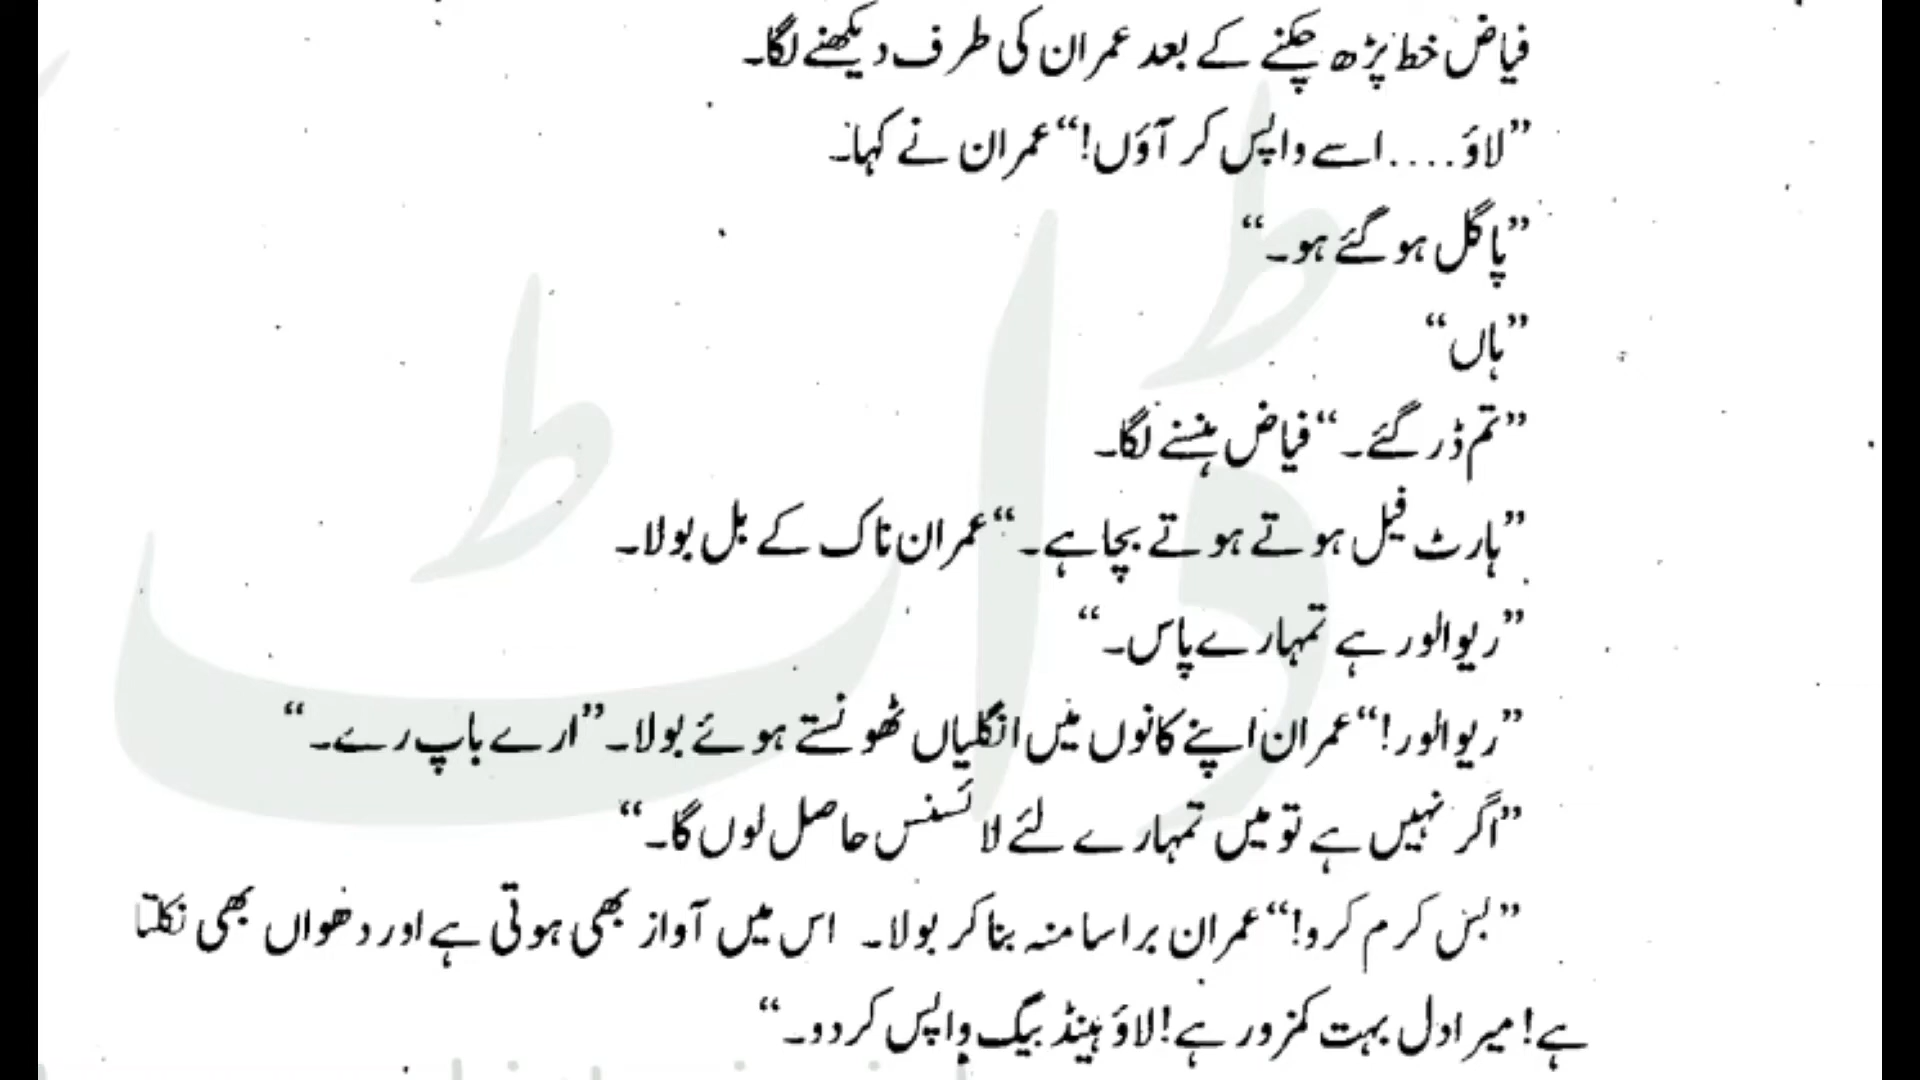 فیاض خط پڑھ چکنے کے بعد عمران کی طرف دیکھنے لگا۔
”لاؤ....اسے واپس کر آؤں!“عمران نے کہا۔
”پاگل ہو گئے ہو۔“
”ہاں“
”تم ڈر گئے۔“فیاض ہنسنے لگا۔
”ہارٹ فیل ہوتے ہوتے بچا ہے۔“عمران ناک کے بل بولا۔
”ریوالور ہے تمہارے پاس۔“
”ریوالور!“عمران اپنے کانوں میں انگلیاں ٹھونستے ہوئے بولا۔”ارے باپ رے۔“
”اگر نہیں ہے تو میں تمہارے لئے لائسنس حاصل لوں گا۔“
”بس کرم کرو!“عمران برا سا منہ بنا کر بولا۔ اس میں آواز بھی ہوتی ہے اور دھواں بھی نکلتا
ہے!میرا دل بہت کمزور ہے!لاؤ ہینڈ بیگ واپس کر دو۔“
ڈاٹ